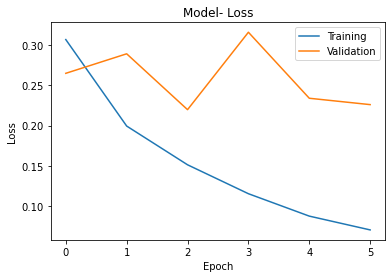 Model- Loss
Training
Validation
Loss
0.30
0.25
0.20
0.15
0.10
0 1 2 3 4 5
Epoch